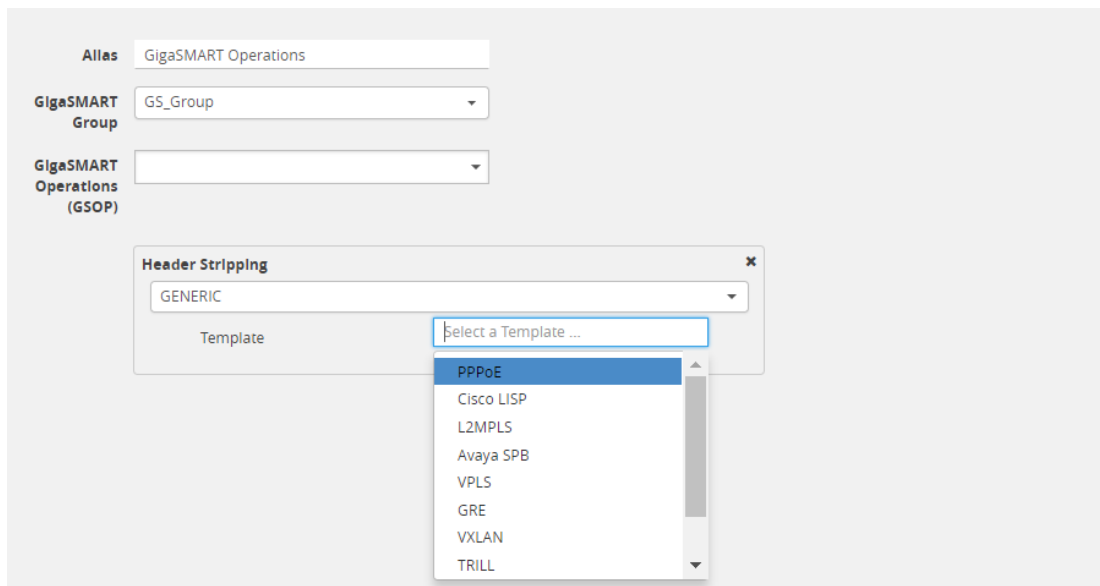 Alias
GigaSMART Operations
GigaSMART
Group
GS_Group
GigaSMART
Operations
(GSOP)
Header Stripping
GENERIC
Template
Select a Template ...
PPPoE
Cisco LISP
L2MPLS
Avaya SPB
VPLS
GRE
VXLAN
TRILL